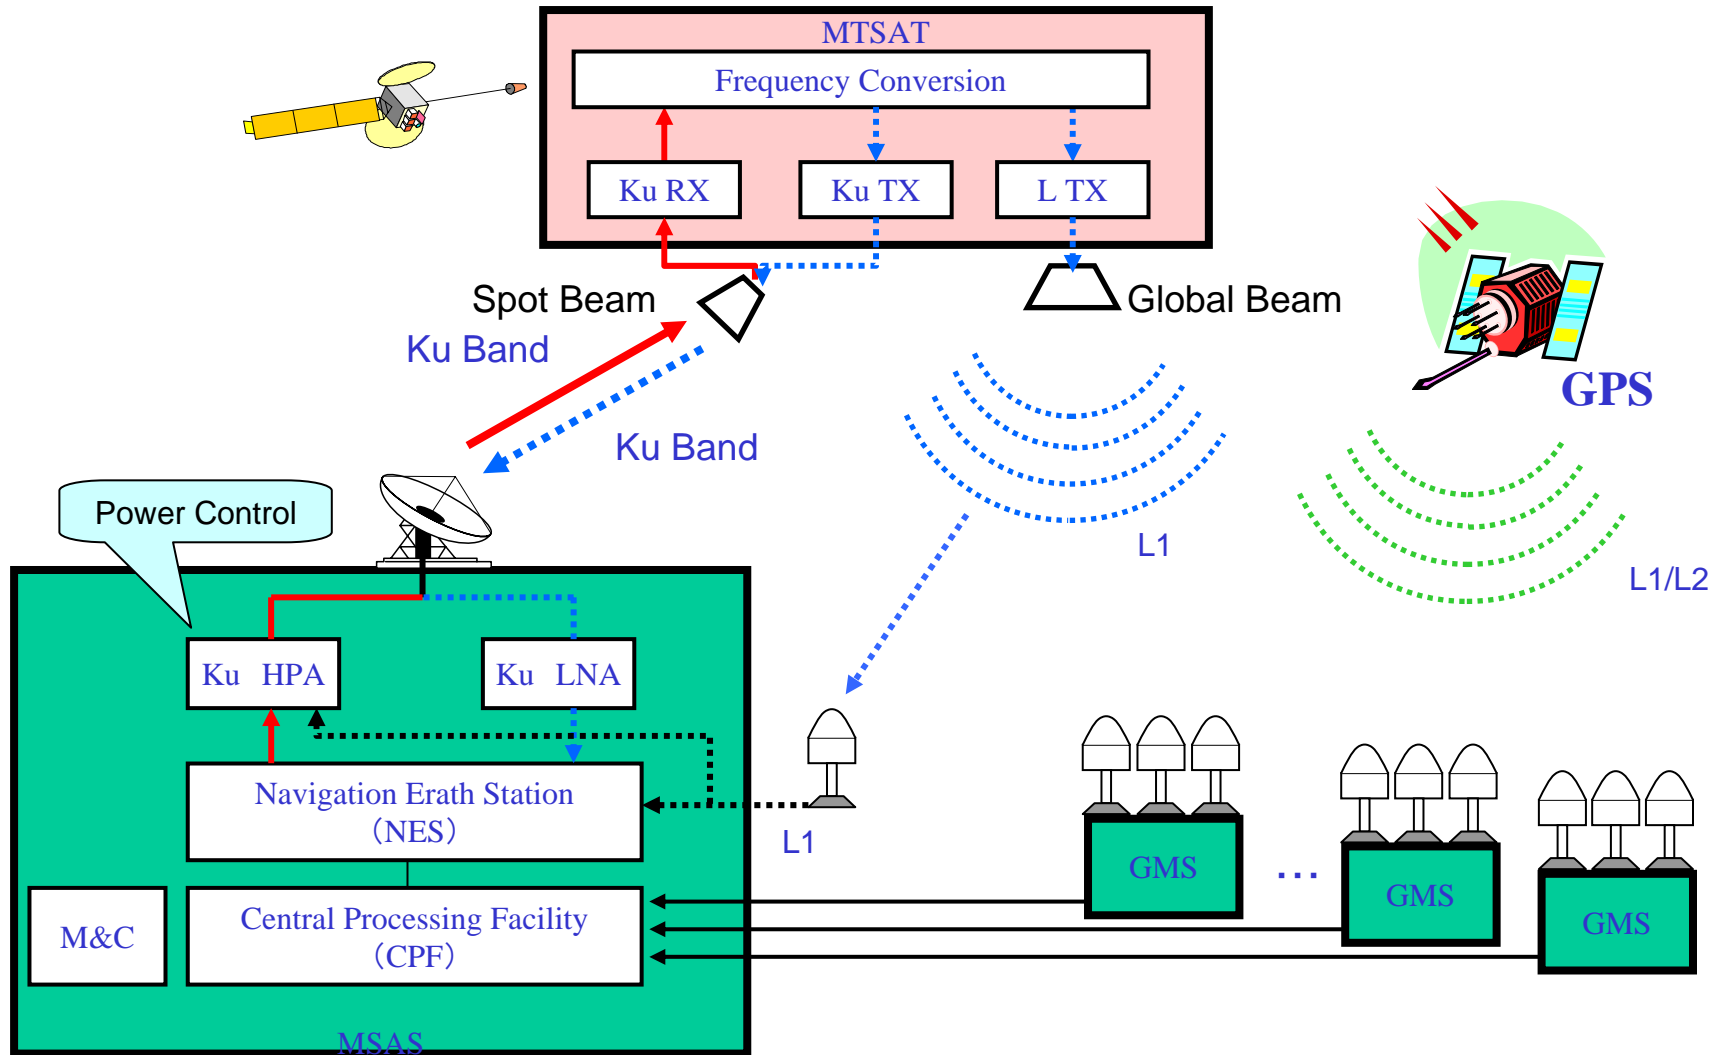 MTSAT
Frequency Conversion
Ku RX
Ku TX
L TX
Spot Beam
Global Beam
Ku Band
GPS
Ku Band
Power Control
L1
L1/L2
Ku HPA
Ku LNA
Navigation Erath Station
（NES）
L1
GMS
...
GMS
GMS
M&C
Central Processing Facility
（CPF）
MSAS